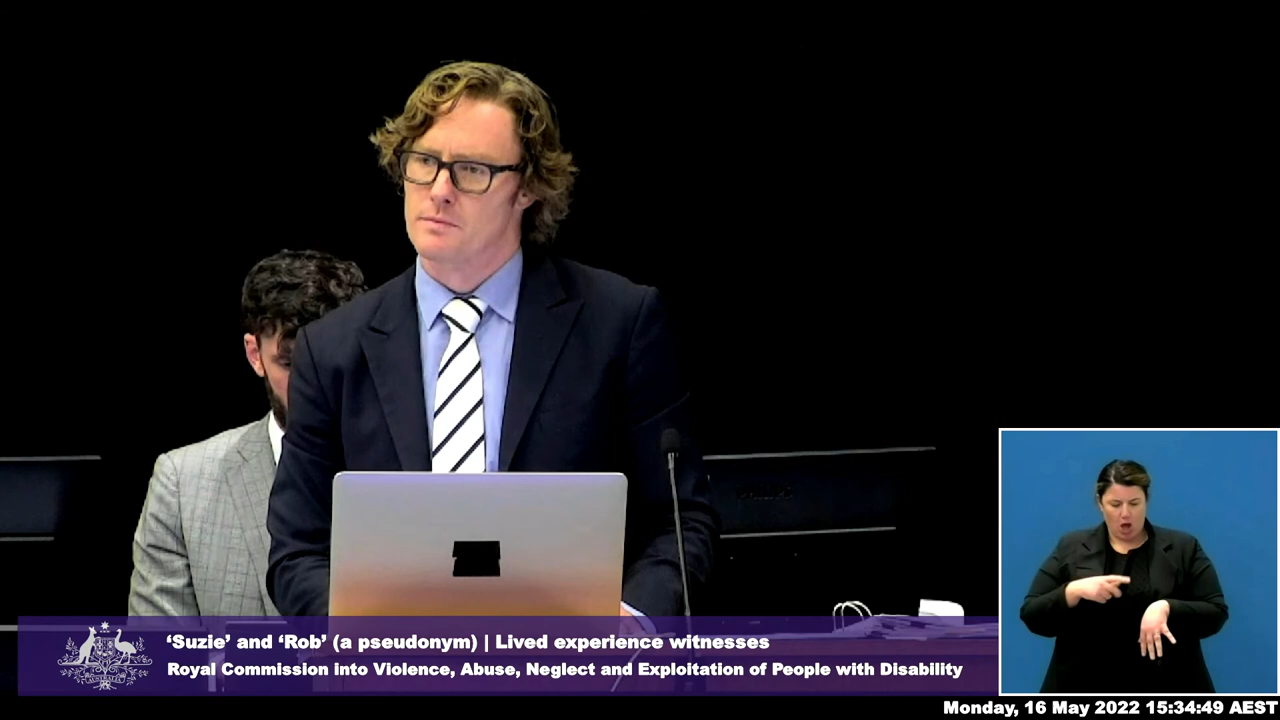 ‘Suzie’ and ‘Rob’ (a pseudonym) | Lived experience witnesses
Royal Commission into Violence, Abuse, Neglect and Exploitation of People with Disability
Monday, 16 May 2022 15:34:49 AEST